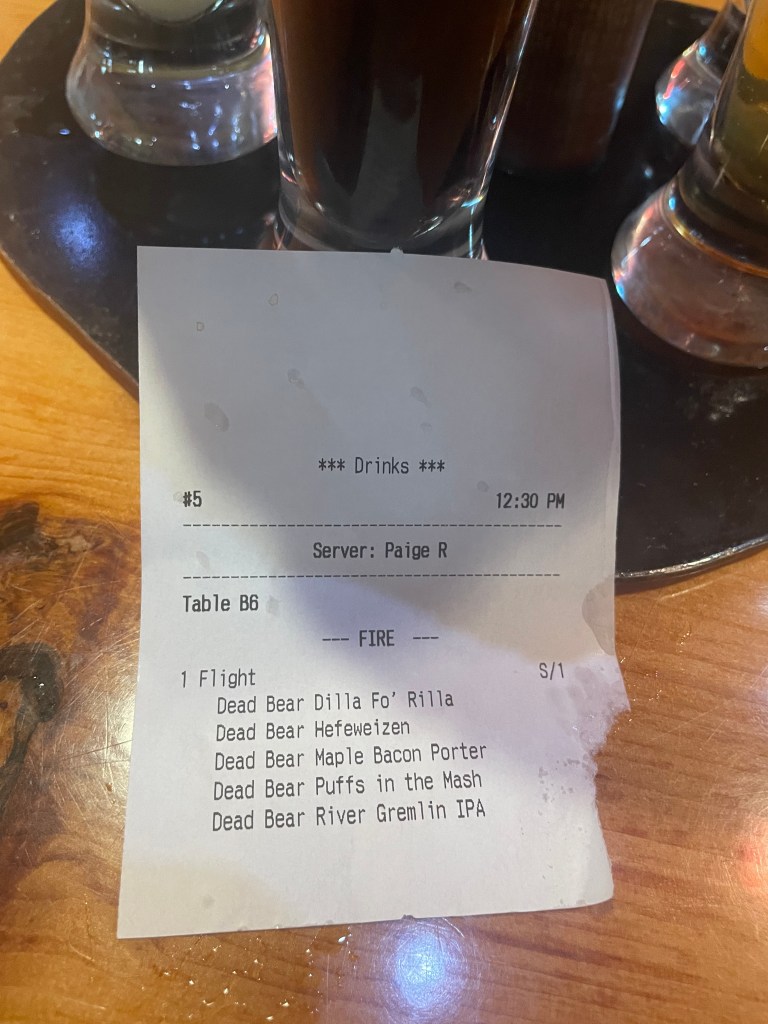 *** Drinks ***
#5 12:30 PM
Server: Paige R
Table B6
--- FIRE ---
1 Flight S/1
Dead Bear Dilla Fo' Rilla
Dead Bear Hefeweizen
Dead Bear Maple Bacon Porter
Dead Bear Puffs in the Mash
Dead Bear River Gremlin IPA